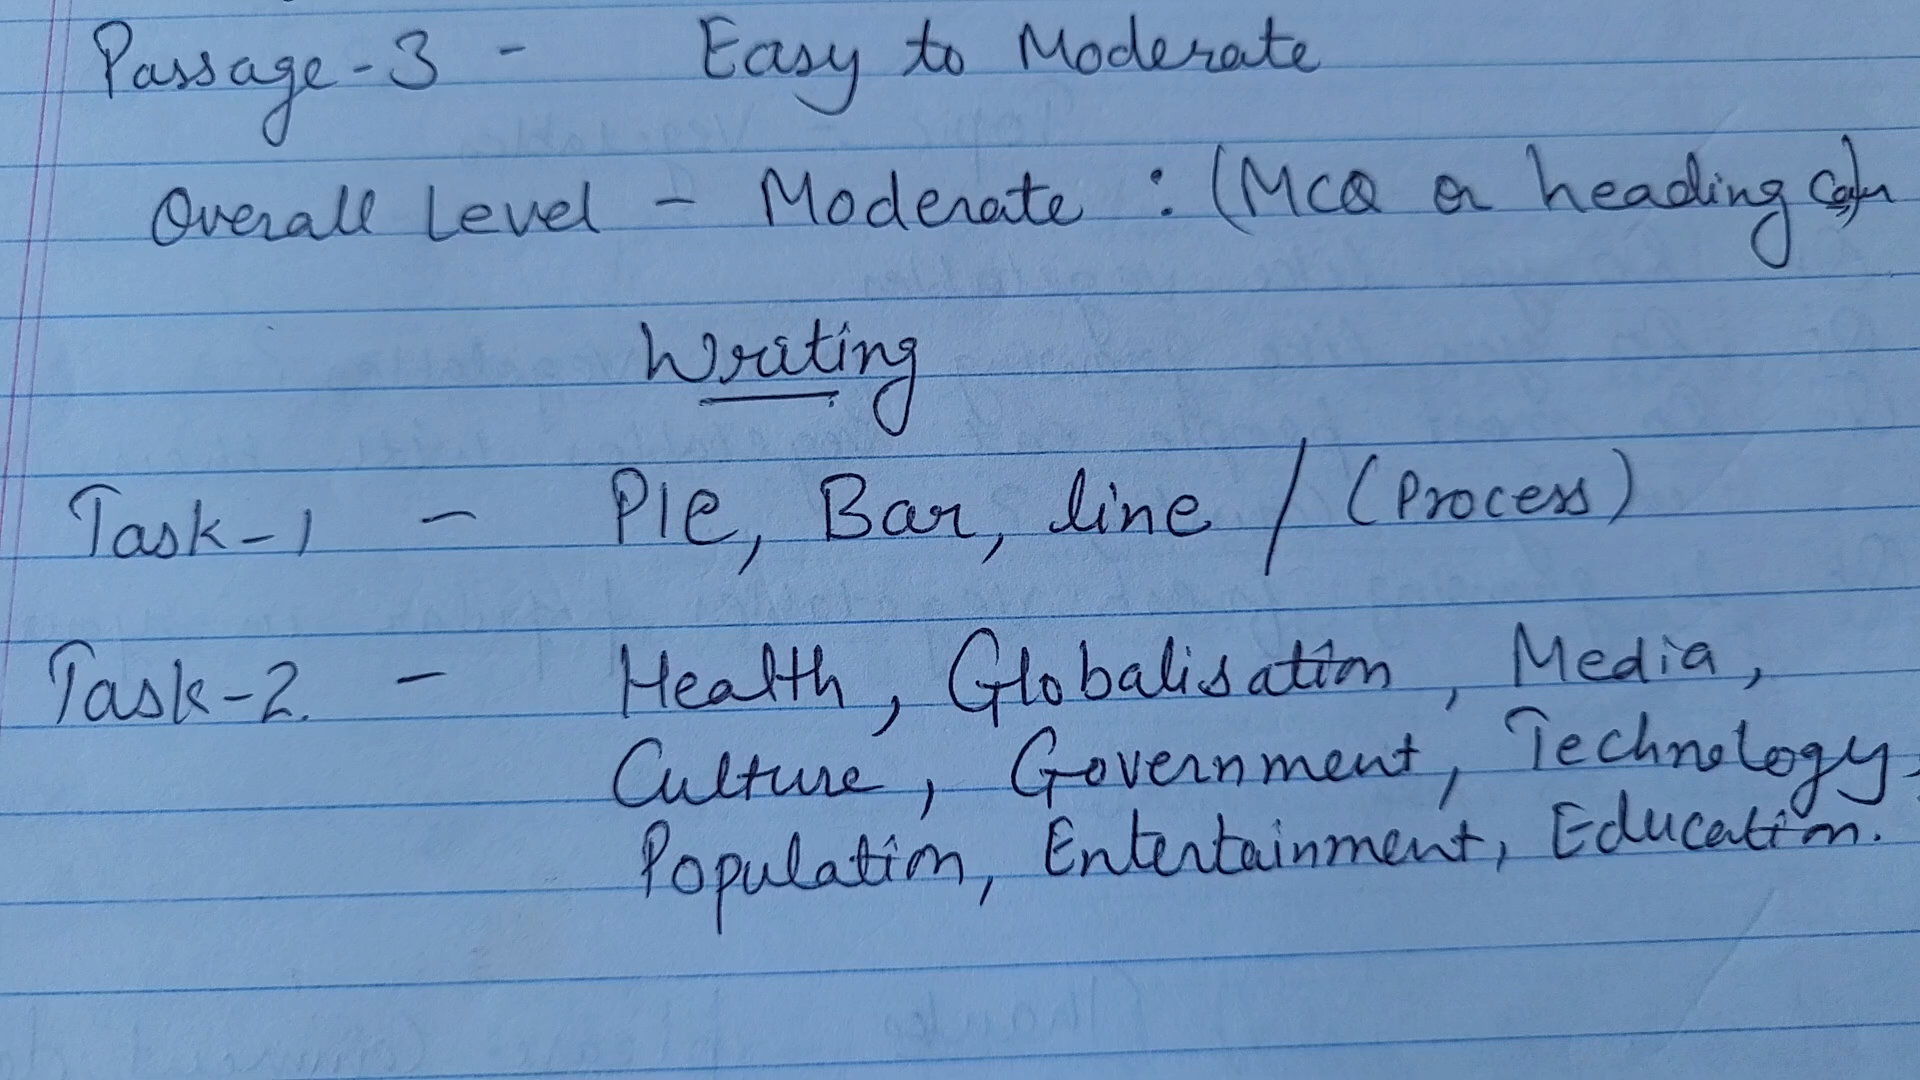 Passage-3 - Easy to Moderate
Overall Level - Moderate : (MCQ or heading
Writing
Task-1 - PIe, Bar, line / (Process)
Task-2. - Health, Globalisation, Media,
Culture, Government, Technology,
Population, Entertainment, Education.